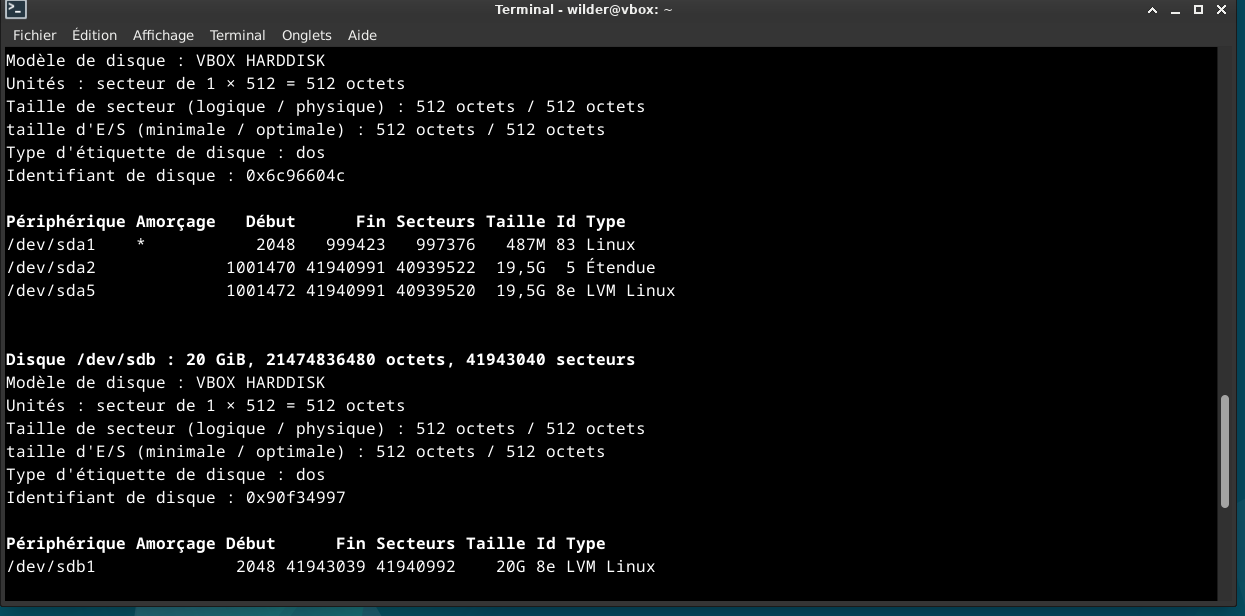 Terminal - wilder@vbox: ~
Fichier Édition Affichage Terminal Onglets Aide
Modèle de disque : VBOX HARDDISK
Unités : secteur de 1 × 512 = 512 octets
Taille de secteur (logique / physique) : 512 octets / 512 octets
taille d'E/S (minimale / optimale) : 512 octets / 512 octets
Type d'étiquette de disque : dos
Identifiant de disque : 0x6c96604c
Périphérique Amorçage Début Fin Secteurs Taille Id Type
/dev/sda1 * 2048 999423 997376 487M 83 Linux
/dev/sda2 1001470 41940991 40939522 19,5G 5 Étendue
/dev/sda5 1001472 41940991 40939520 19,5G 8e LVM Linux
Disque /dev/sdb : 20 GiB, 21474836480 octets, 41943040 secteurs
Modèle de disque : VBOX HARDDISK
Unités : secteur de 1 × 512 = 512 octets
Taille de secteur (logique / physique) : 512 octets / 512 octets
taille d'E/S (minimale / optimale) : 512 octets / 512 octets
Type d'étiquette de disque : dos
Identifiant de disque : 0x90f34997
Périphérique Amorçage Début Fin Secteurs Taille Id Type
/dev/sdb1 2048 41943039 41940992 20G 8e LVM Linux